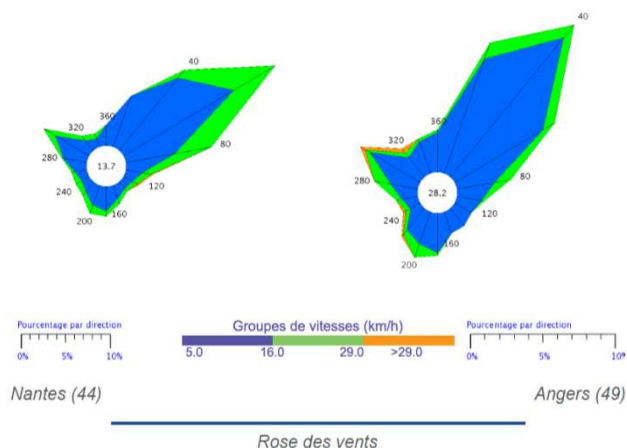 40
320
360
280
13.7
80
240
120
200
160
40
360
320
280
80
28.2
240
120
160
200
Pourcentage par direction
0% 5% 10%
Groupes de vitesses (km/h)
5.0 16.0 29.0 >29.0
Pourcentage par direction
0% 5% 10%
Nantes (44)
Angers (49)
Rose des vents